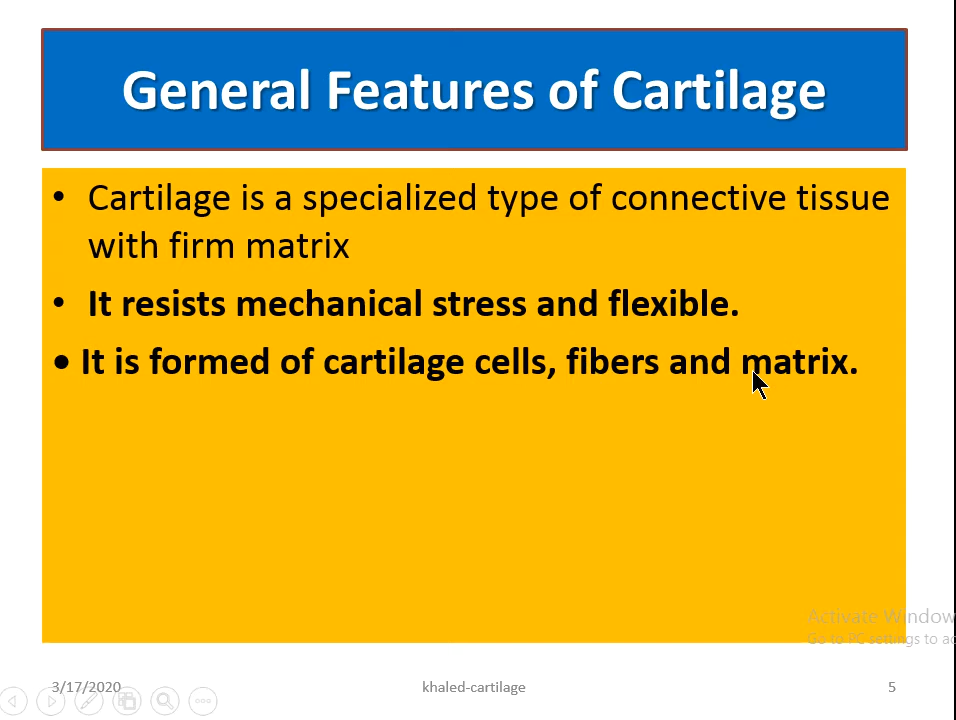 General Features of Cartilage
• Cartilage is a specialized type of connective tissue
with firm matrix
• It resists mechanical stress and flexible.
• It is formed of cartilage cells, fibers and matrix.
Activate Window
Go to PC settings to ac
3/17/2020 khaled-cartilage 5